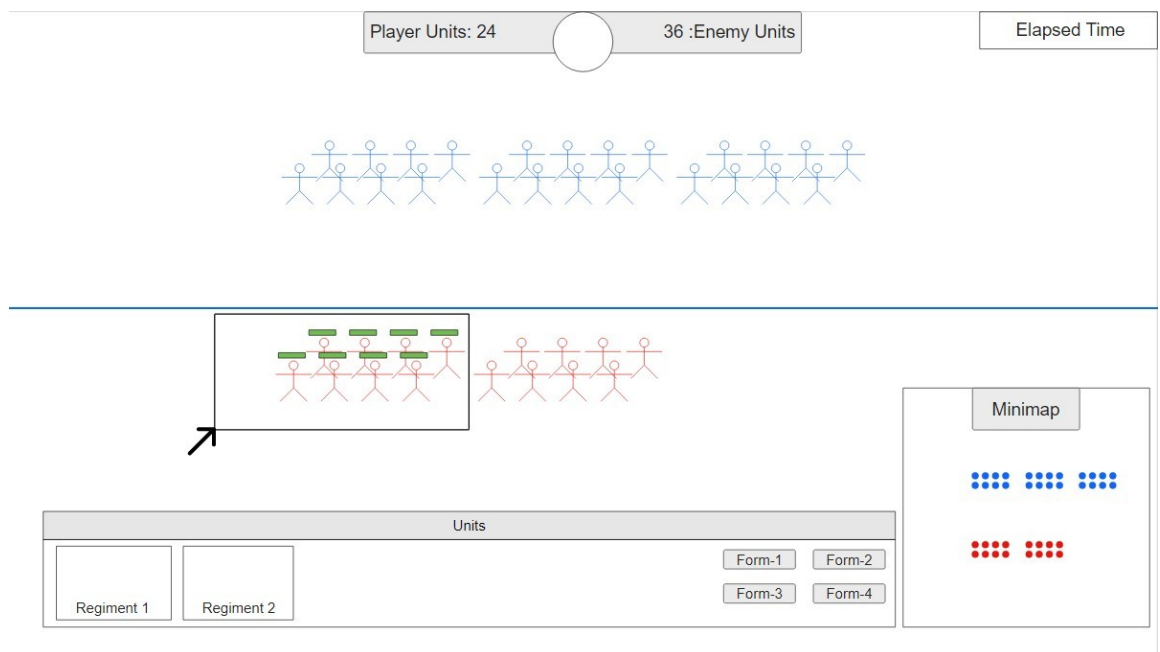 Player Units: 24
36 :Enemy Units
Elapsed Time
Minimap
Units
Regiment 1
Regiment 2
Form-1
Form-2
Form-3
Form-4